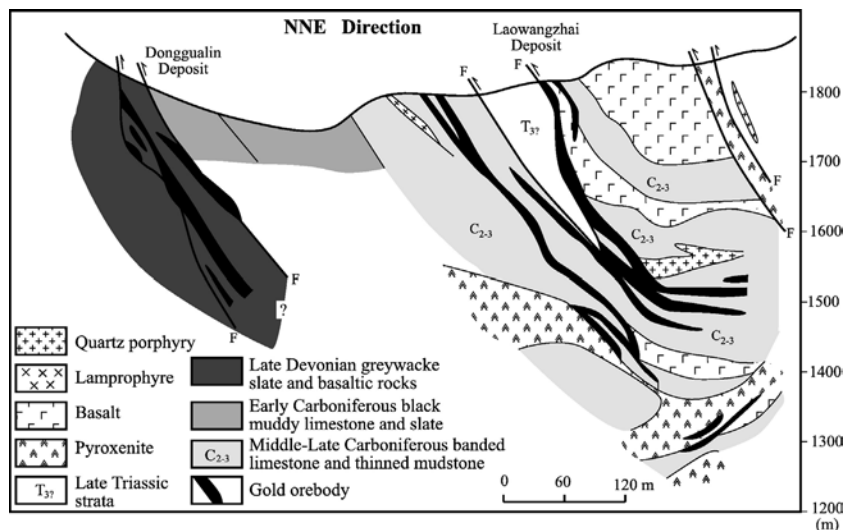 NNE Direction
Laowangzhai
Deposit
Dongguálin
Deposit
F
F
1800
T3?
1700
F
C2-3
1600
C2-3
C2-3
F
F
?
1500
F
C2-3
1400
1300
1200
(m)
Quartz porphyry
Lamprophyre
Basalt
Pyroxenite
T3?
Late Triassic
strata
Late Devonian greywacke
slate and basaltic rocks
Early Carboniferous black
muddy limestone and slate
C2-3
Middle-Late Carboniferous banded
limestone and thinned mudstone
Gold orebody
0 60 120 m